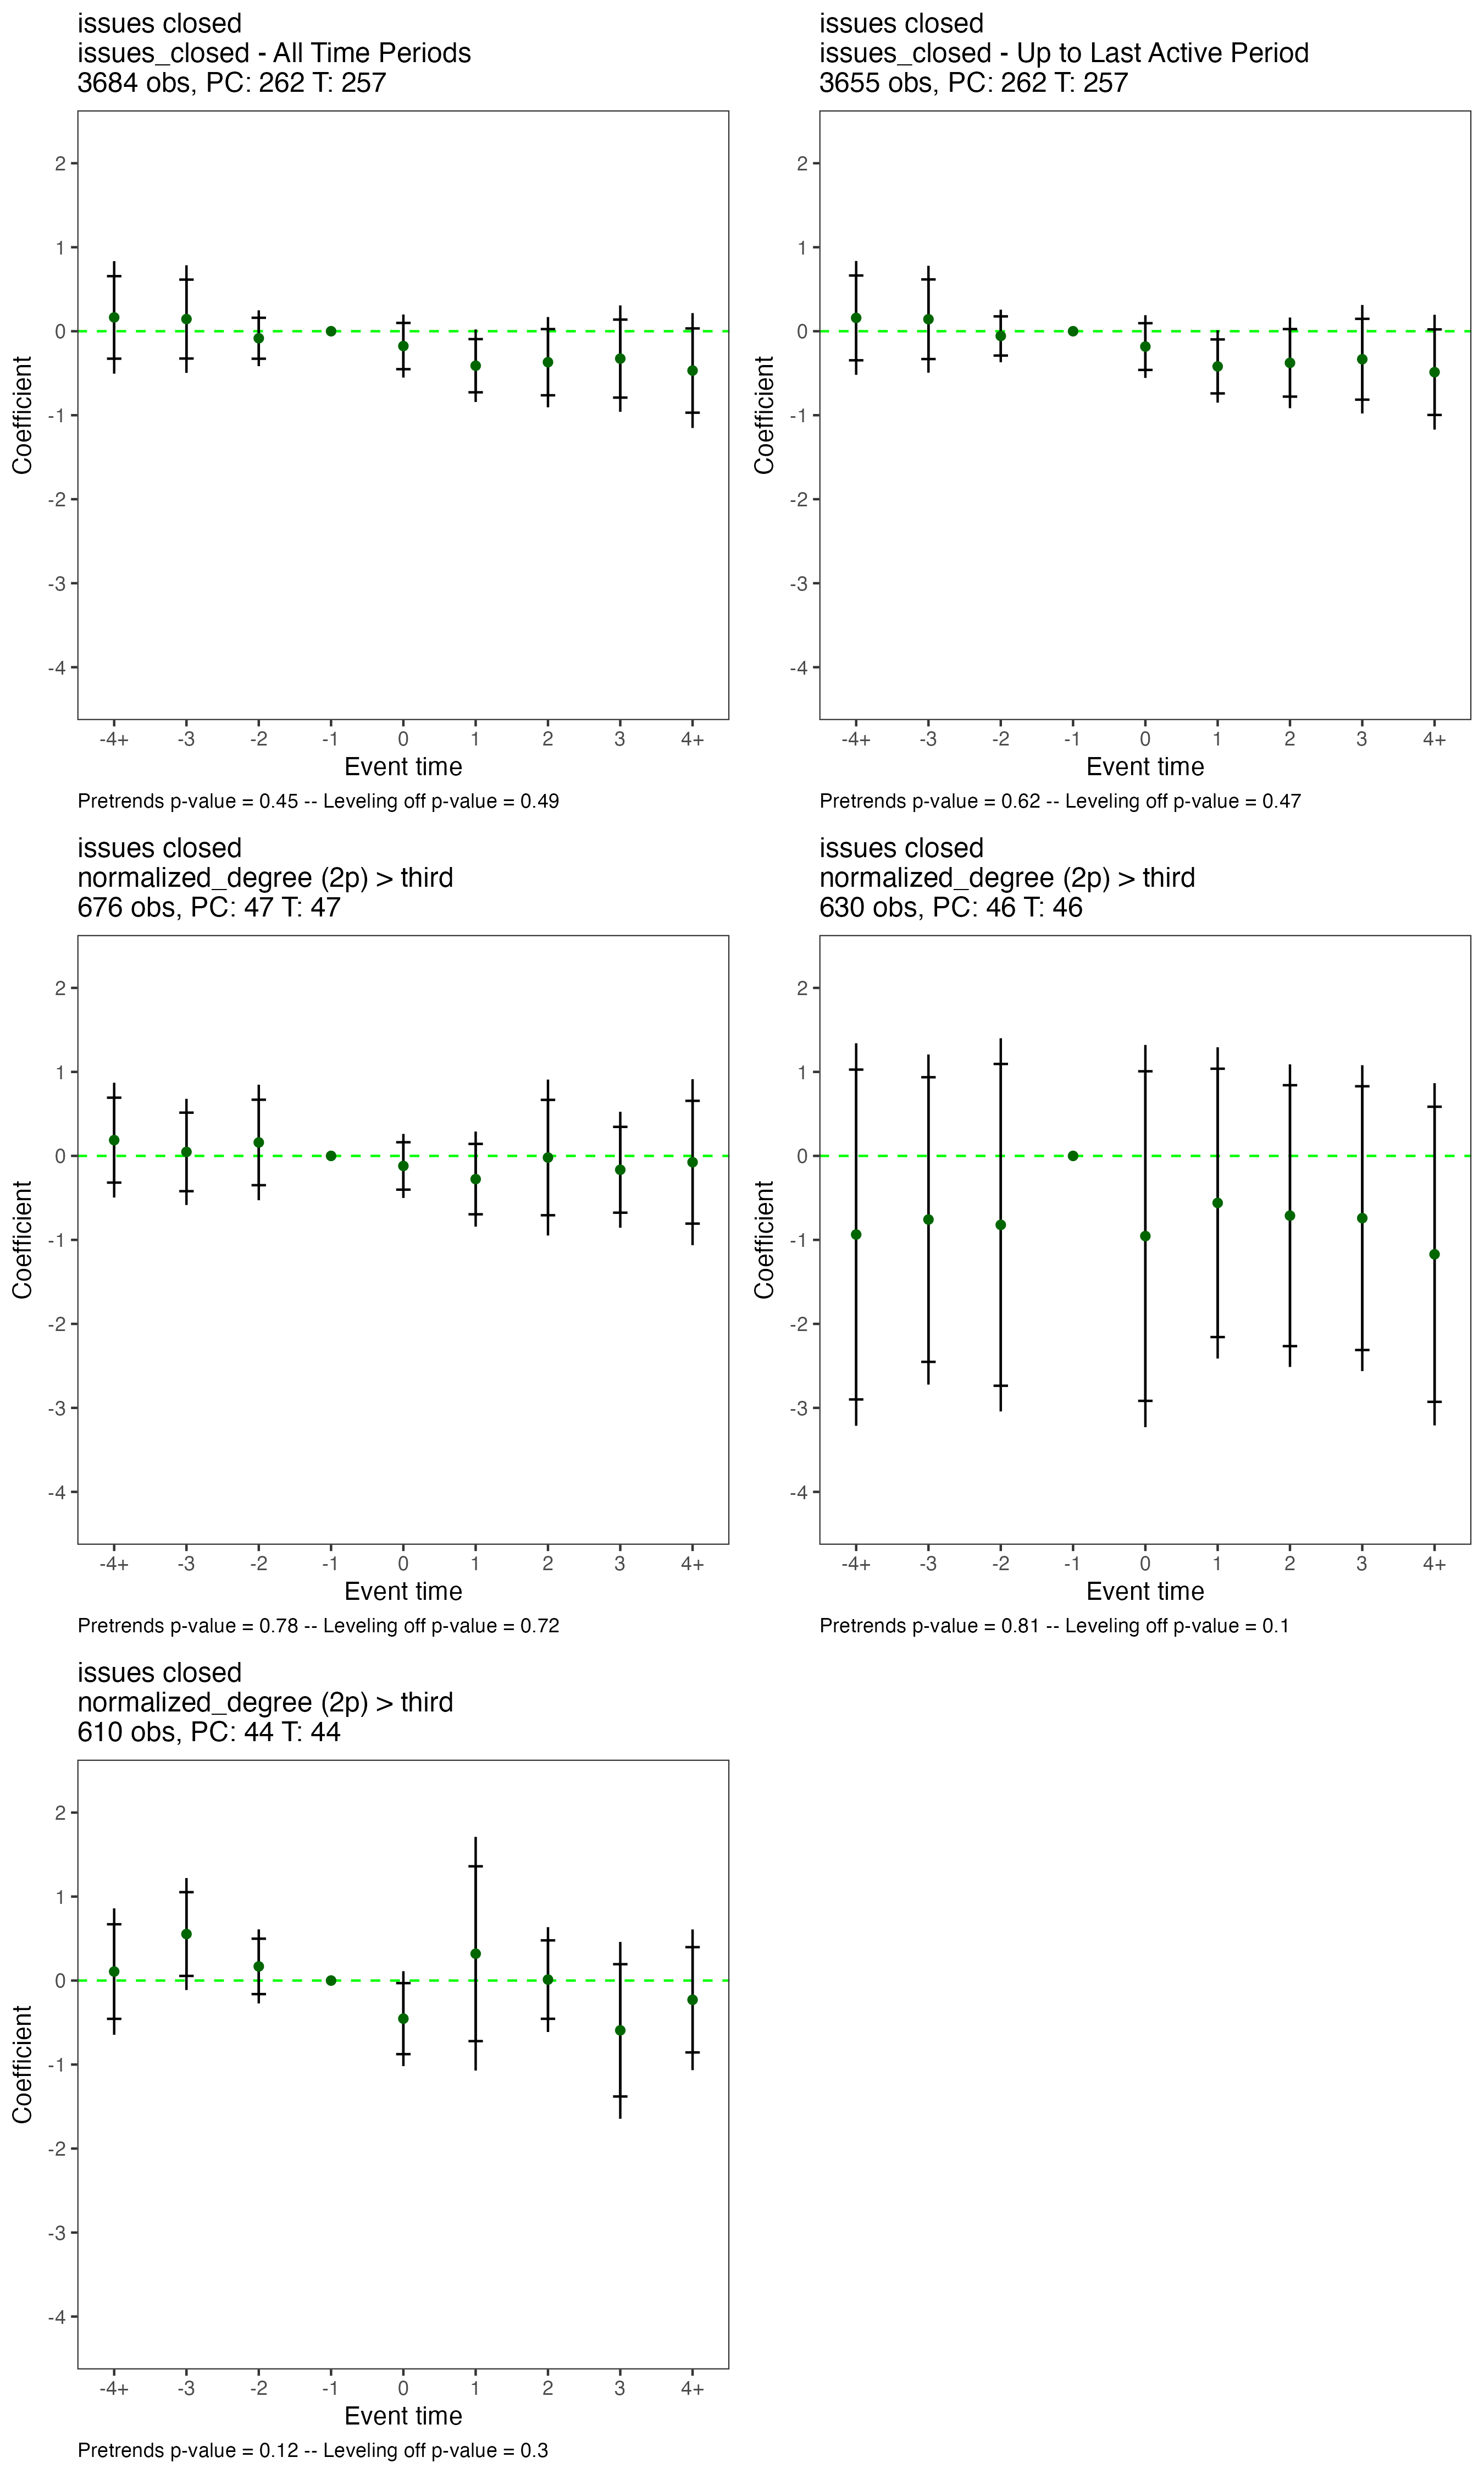 issues closed
issues_closed - All Time Periods
3684 obs, PC: 262 T: 257
Coefficient
2
1
0
-1
-2
-3
-4
-4+ -3 -2 -1 0 1 2 3 4+
Event time
Pretrends p-value = 0.45 -- Leveling off p-value = 0.49
issues closed
issues_closed - Up to Last Active Period
3655 obs, PC: 262 T: 257
Coefficient
2
1
0
-1
-2
-3
-4
-4+ -3 -2 -1 0 1 2 3 4+
Event time
Pretrends p-value = 0.62 -- Leveling off p-value = 0.47
issues closed
normalized_degree (2p) > third
676 obs, PC: 47 T: 47
Coefficient
2
1
0
-1
-2
-3
-4
-4+ -3 -2 -1 0 1 2 3 4+
Event time
Pretrends p-value = 0.78 -- Leveling off p-value = 0.72
issues closed
normalized_degree (2p) > third
630 obs, PC: 46 T: 46
Coefficient
2
1
0
-1
-2
-3
-4
-4+ -3 -2 -1 0 1 2 3 4+
Event time
Pretrends p-value = 0.81 -- Leveling off p-value = 0.1
issues closed
normalized_degree (2p) > third
610 obs, PC: 44 T: 44
Coefficient
2
1
0
-1
-2
-3
-4
-4+ -3 -2 -1 0 1 2 3 4+
Event time
Pretrends p-value = 0.12 -- Leveling off p-value = 0.3